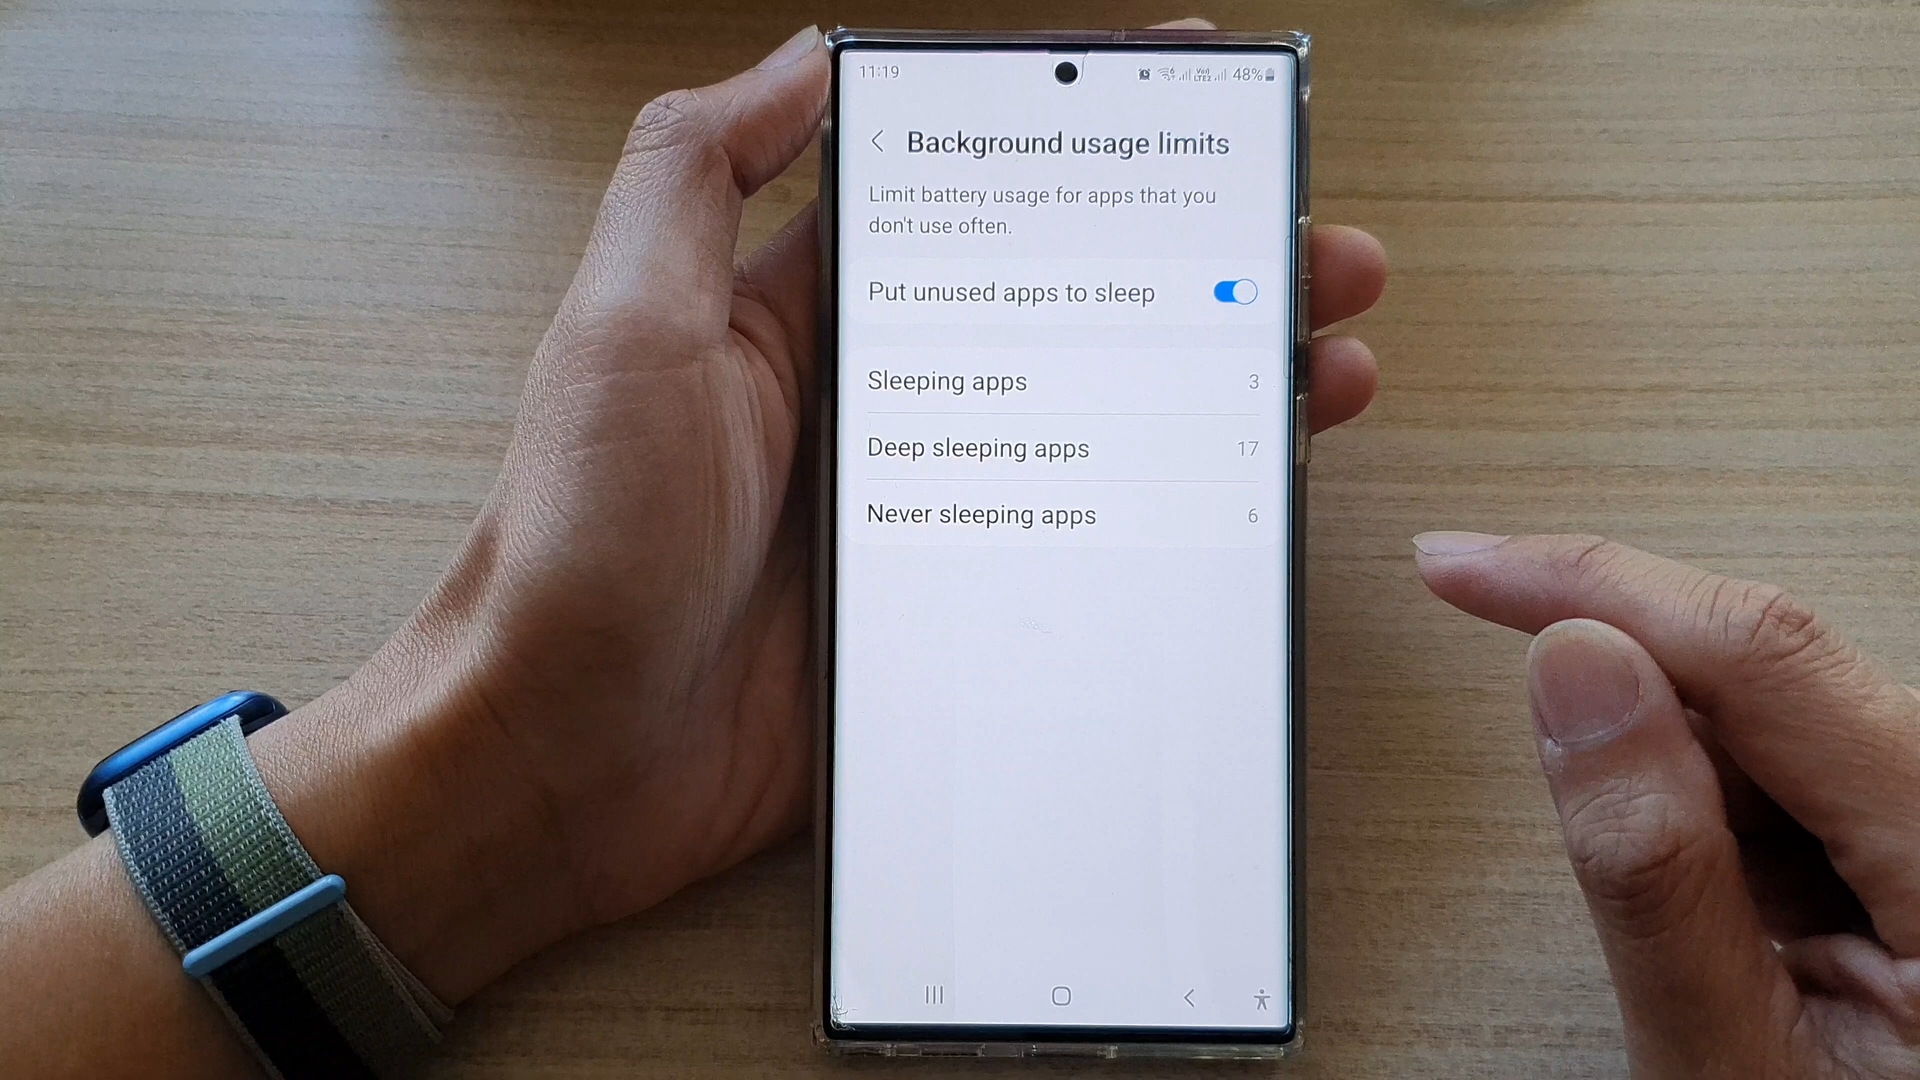 11:19
48%
Background usage limits
Limit battery usage for apps that you
don't use often.
Put unused apps to sleep
Sleeping apps 3
Deep sleeping apps 17
Never sleeping apps 6